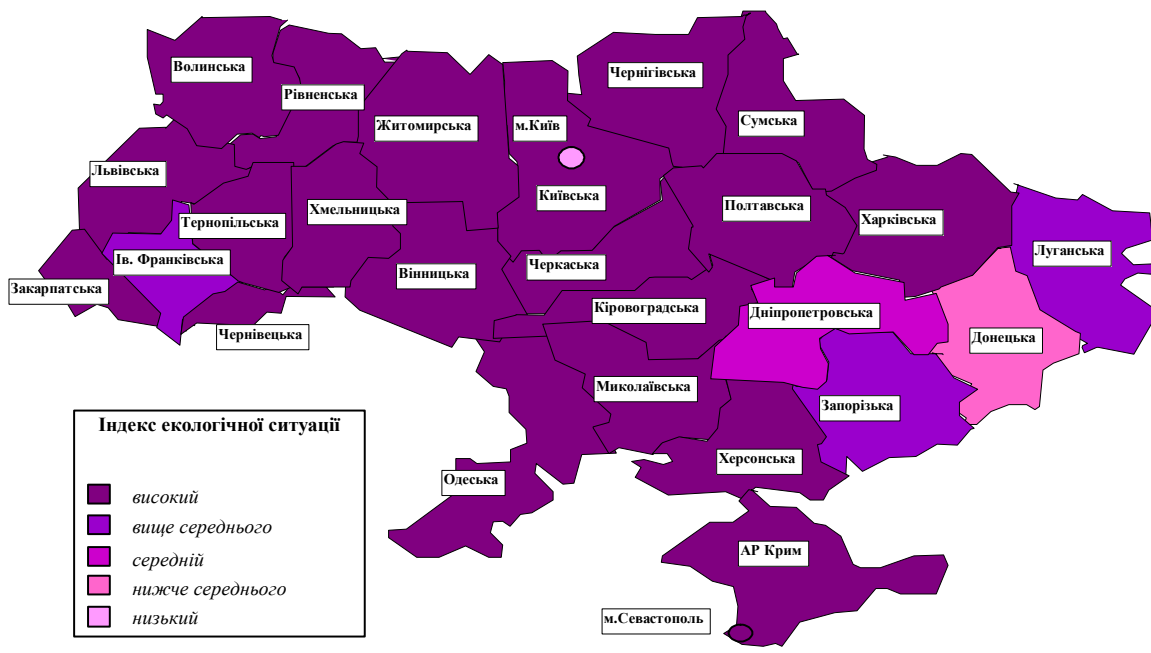 Волинська
Рівненська
Житомирська
м.Київ
Чернігівська
Сумська
Львівська
Тернопільська
Хмельницька
Київська
Полтавська
Харківська
Луганська
Ів. Франківська
Закарпатська
Чернівецька
Вінницька
Черкаська
Кіровоградська
Дніпропетровська
Донецька
Миколаївська
Запорізька
Херсонська
Одеська
АР Крим
м.Севастополь
Індекс екологічної ситуації
високий
вище середнього
середній
нижче середнього
низький